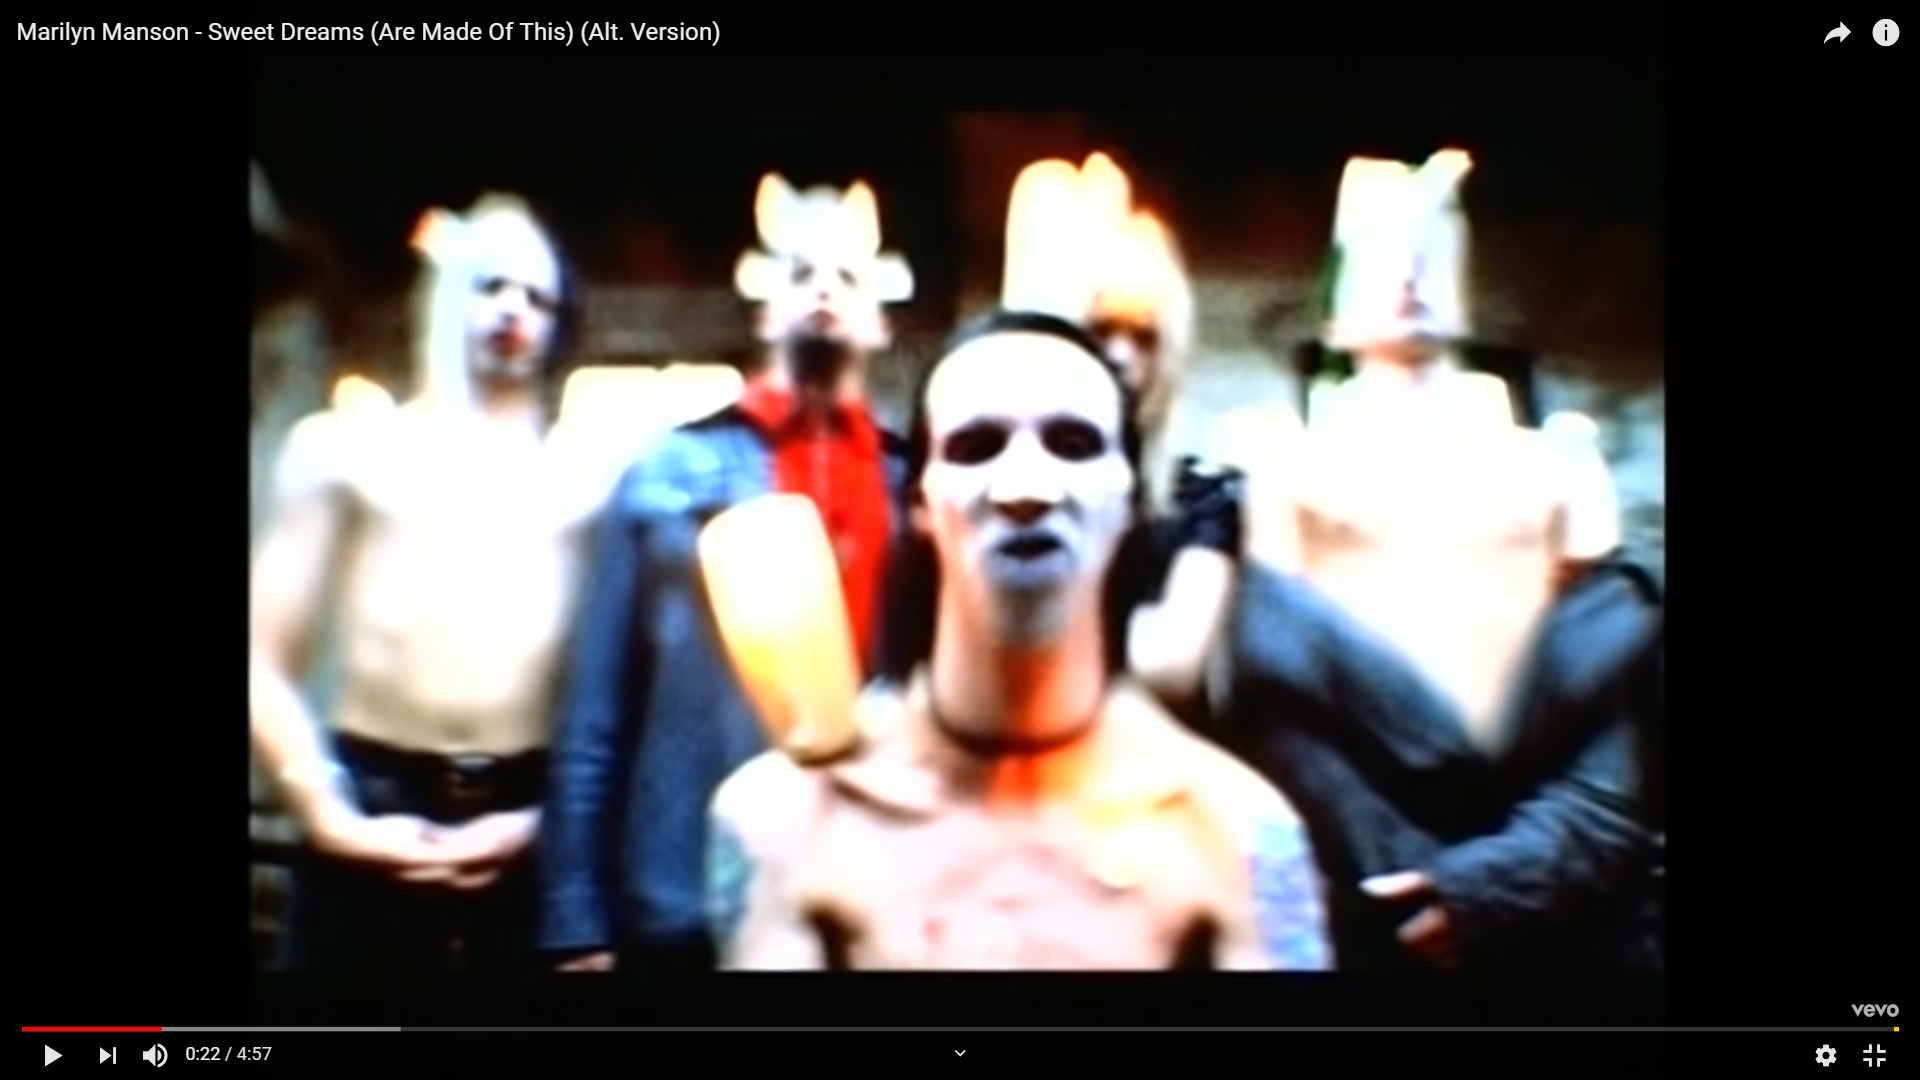 Marilyn Manson - Sweet Dreams (Are Made Of This) (Alt. Version)
vevo
0:22 / 4:57